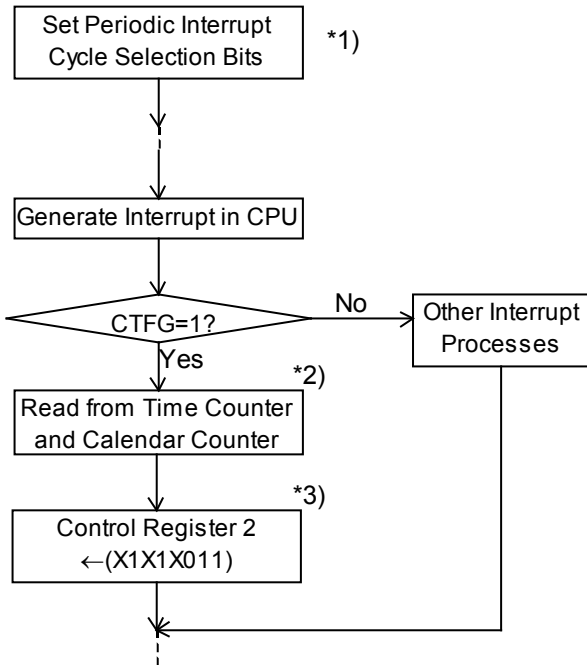 Set Periodic Interrupt
Cycle Selection Bits
*1)
Generate Interrupt in CPU
CTFG=1?
No
Other Interrupt
Processes
Yes
*2)
Read from Time Counter
and Calendar Counter
*3)
Control Register 2
←(X1X1X011)